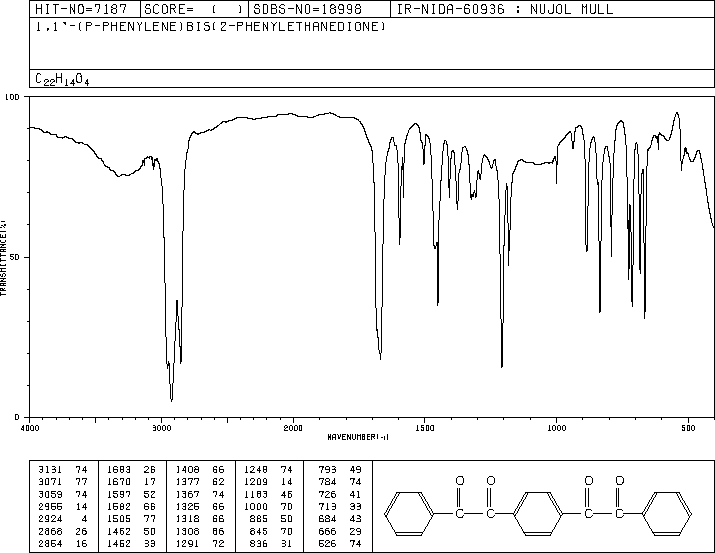 HIT-NO=7187 SCORE= ( ) SDBS-NO=18998 IR-NIDA-60936 : NUJOL MULL
1,1'-(P-PHENYLENE)BIS(2-PHENYLETHANEDIONE)
C22H14O4
100
50
0
TRANSMITTANCE(%)
4000 3000 2000 1500 1000 500
WAVENUMBER(-1)
3131 74 1683 26 1408 66 1248 74 793 49
3071 77 1670 17 1377 62 1209 14 784 74
3059 74 1597 52 1367 74 1183 46 726 41
2955 14 1582 66 1325 66 1000 70 713 33
2924 4 1505 77 1318 66 885 50 684 43
2868 26 1462 50 1308 66 845 70 666 29
2854 16 1452 33 1291 72 836 31 526 74
O O O O
C C C C